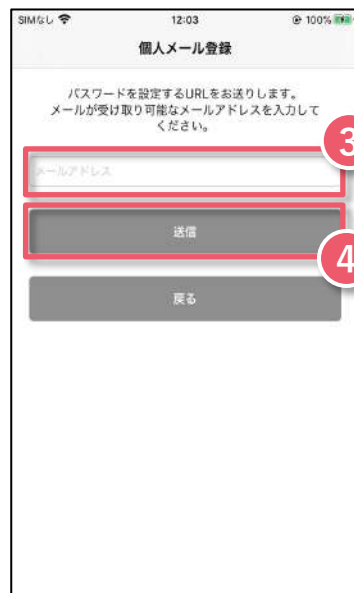 SIMなし 12:03 100%
個人メール登録
パスワードを設定するURLをお送りします。
メールが受け取り可能なメールアドレスを入力して
ください。
3
メールアドレス
送信
4
戻る